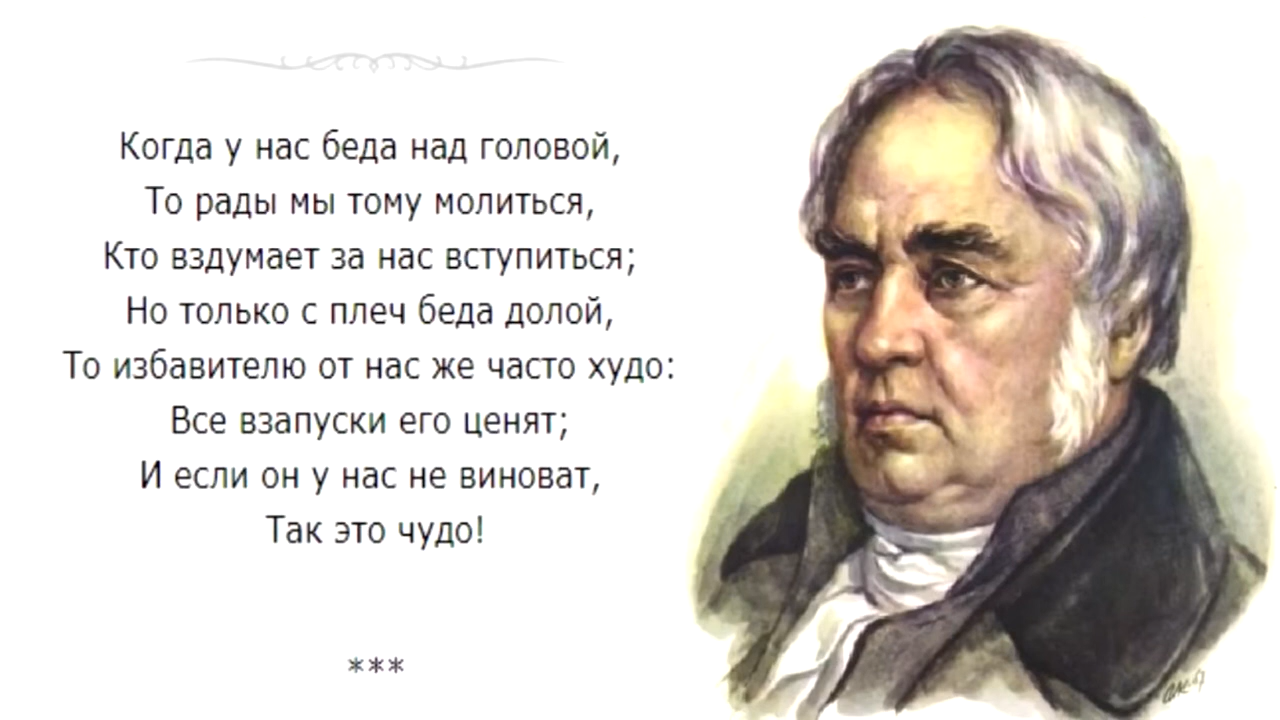 Когда у нас беда над головой,
То рады мы тому молиться,
Кто вздумает за нас вступиться;
Но только с плеч беда долой,
То избавителю от нас же часто худо:
Все взапуски его ценят;
И если он у нас не виноват,
Так это чудо!
***